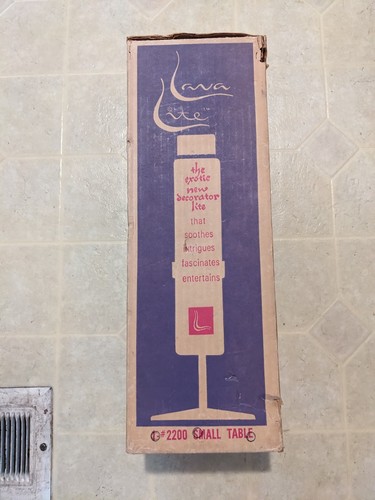 Lava
Lite
the
exotic
new
decorator
lite
that
soothes
intrigues
fascinates
entertains
L
#2200 SMALL TABLE